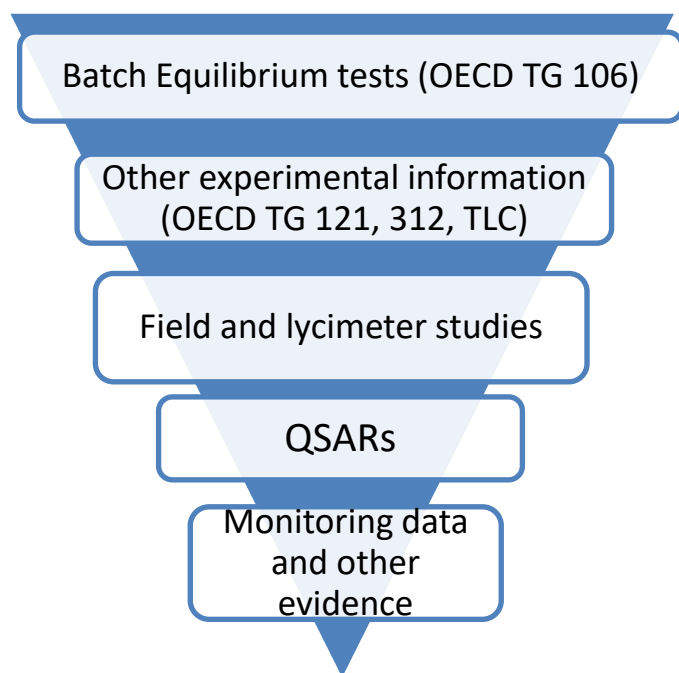 Batch Equilibrium tests (OECD TG 106)
Other experimental information
(OECD TG 121, 312, TLC)
Field and lycimeter studies
QSARs
Monitoring data
and other
evidence